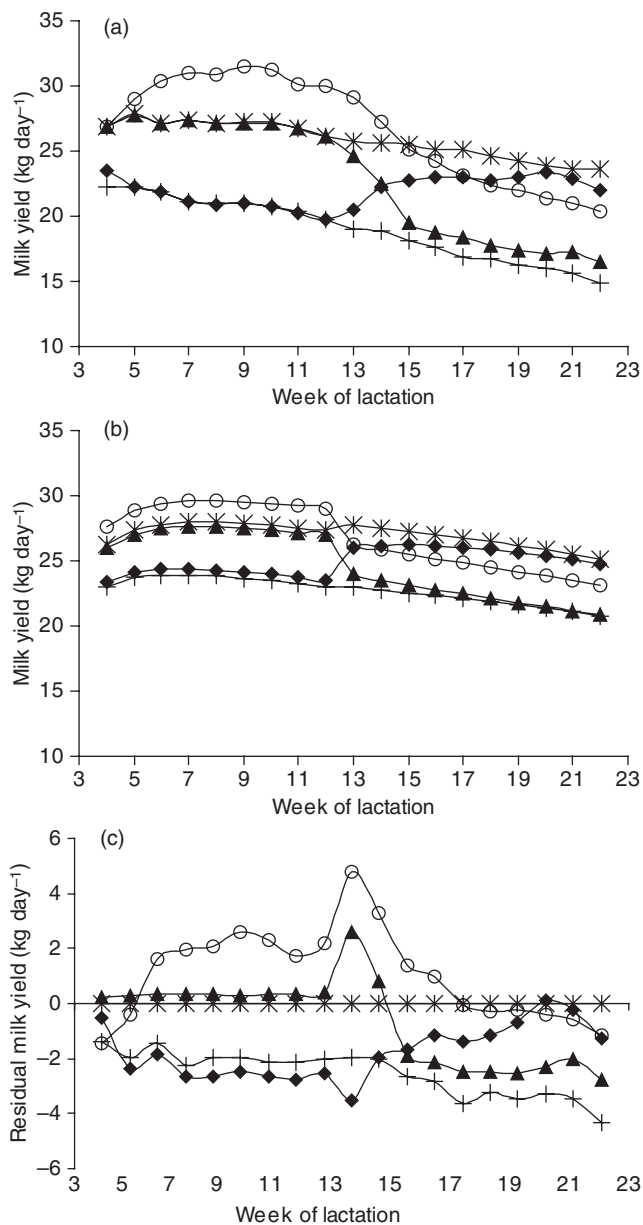 (a)
35
30
25
20
15
10
Milk yield (kg day⁻¹)
3 5 7 9 11 13 15 17 19 21 23
Week of lactation
(b)
35
30
25
20
15
10
Milk yield (kg day⁻¹)
3 5 7 9 11 13 15 17 19 21 23
Week of lactation
(c)
6
4
2
0
−2
−4
−6
Residual milk yield (kg day⁻¹)
3 5 7 9 11 13 15 17 19 21 23
Week of lactation